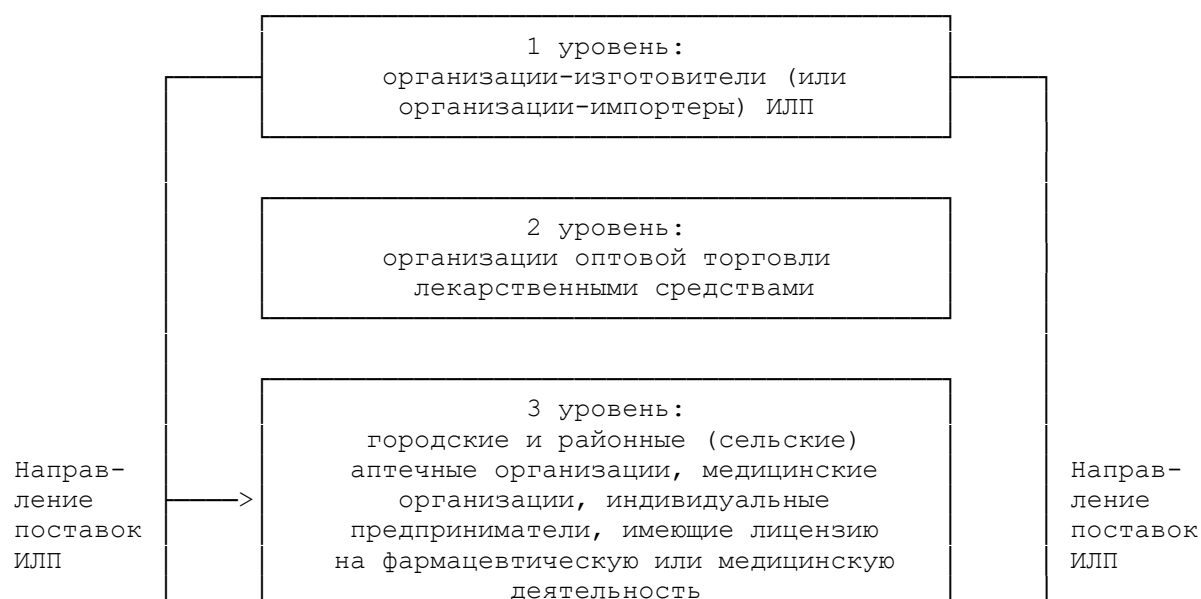 1 уровень:
организации-изготовители (или
организации-импортеры) ИЛП
2 уровень:
организации оптовой торговли
лекарственными средствами
3 уровень:
городские и районные (сельские)
аптечные организации, медицинские
организации, индивидуальные
предприниматели, имеющие лицензию
на фармацевтическую или медицинскую
деятельность
Направ-
ление
поставок
ИЛП
Направ-
ление
поставок
ИЛП